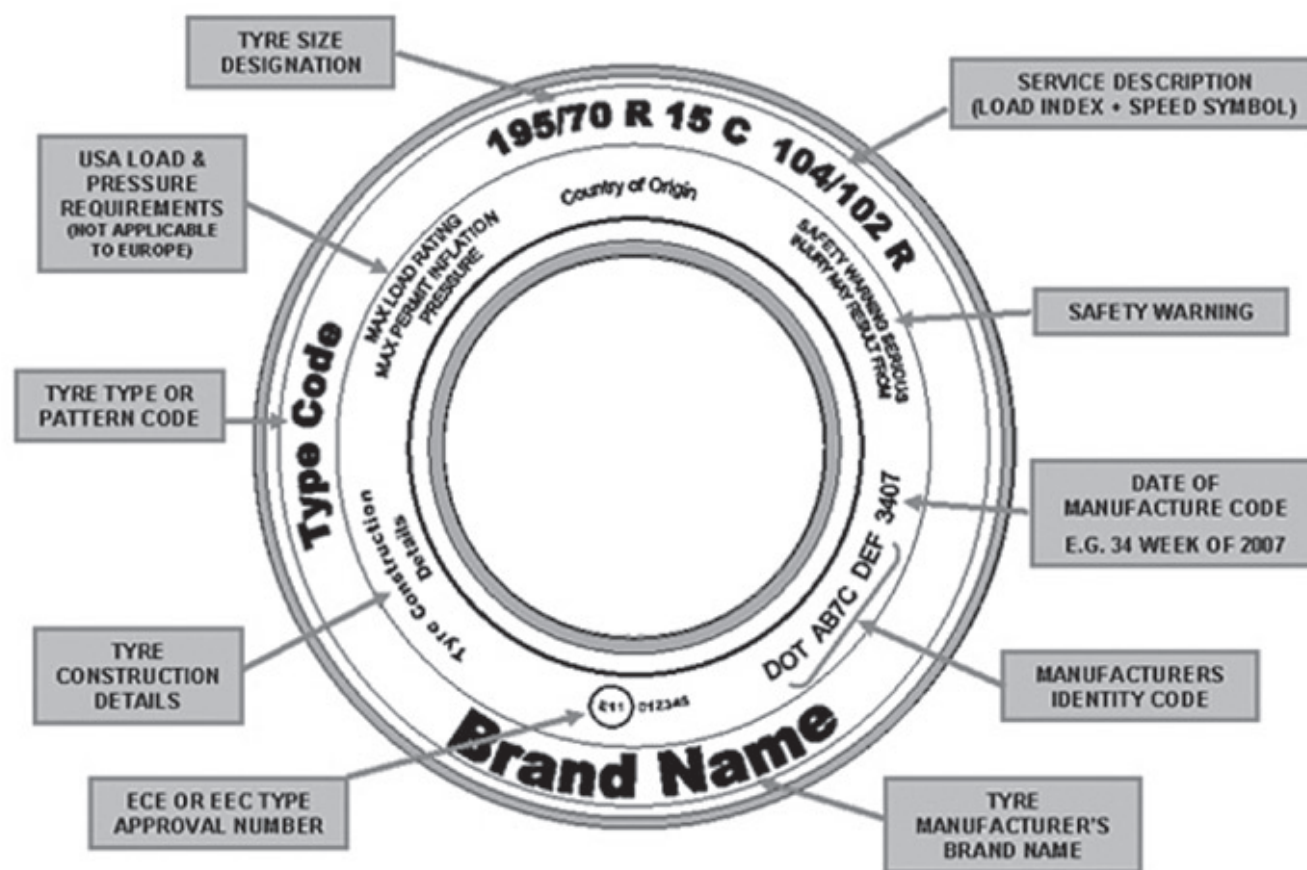 TYRE SIZE
DESIGNATION
SERVICE DESCRIPTION
(LOAD INDEX + SPEED SYMBOL)
USA LOAD &
PRESSURE
REQUIREMENTS
(NOT APPLICABLE
TO EUROPE)
195/70 R 15 C 104/102 R
Country of Origin
MAX LOAD RATING
MAX PERMIT INFLATION
PRESSURE
SAFETY WARNING SERIOUS
INJURY MAY RESULT FROM
SAFETY WARNING
TYRE TYPE OR
PATTERN CODE
Type Code
DATE OF
MANUFACTURE CODE
E.G. 34 WEEK OF 2007
DOT AB7C DEF 3407
Tyre Construction
Details
TYRE
CONSTRUCTION
DETAILS
MANUFACTURERS
IDENTITY CODE
E11 012345
Brand Name
ECE OR EEC TYPE
APPROVAL NUMBER
TYRE
MANUFACTURER'S
BRAND NAME